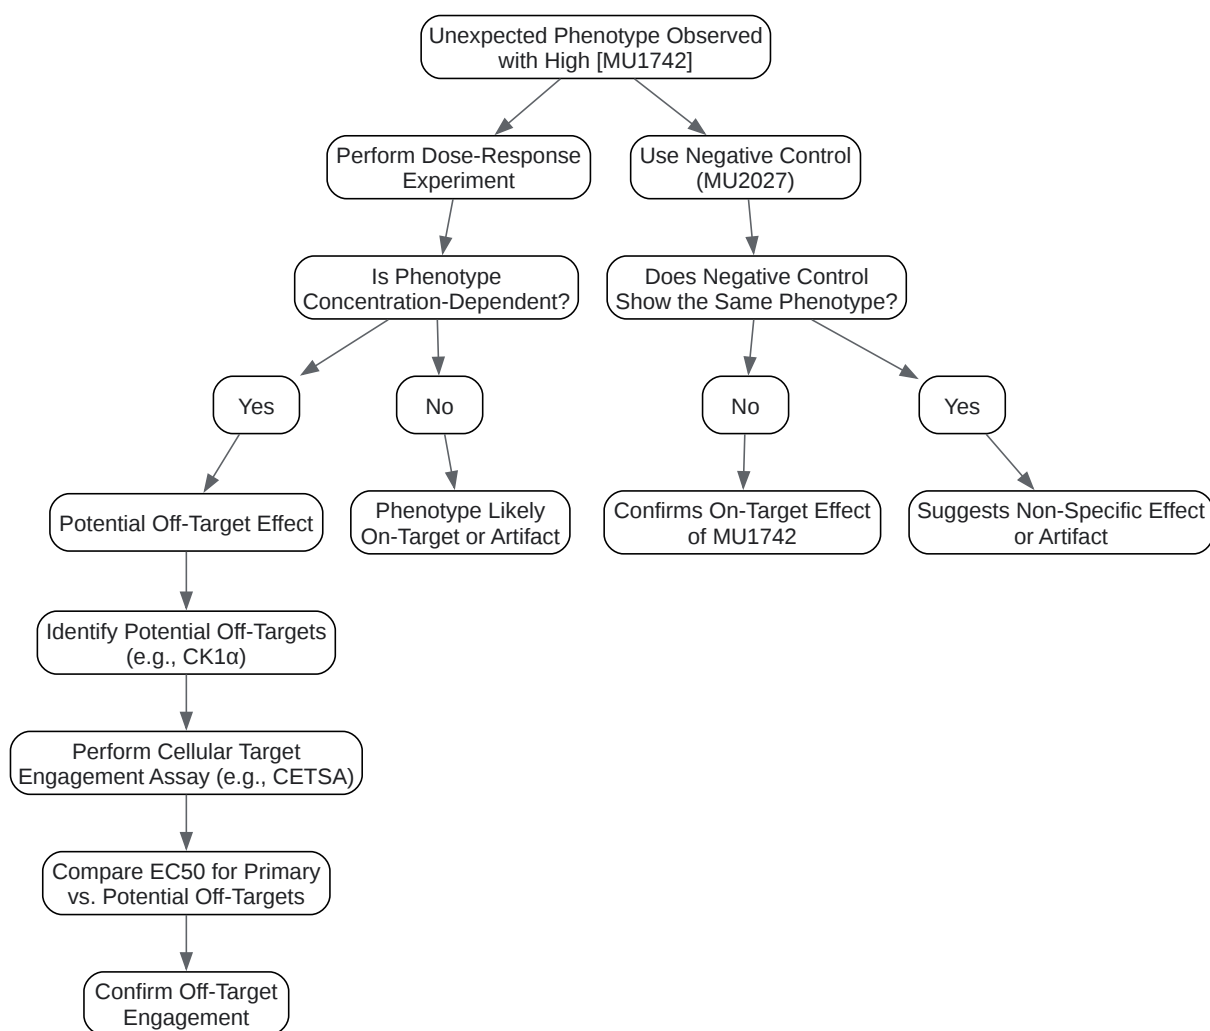 Unexpected Phenotype Observed
with High [MU1742]
Perform Dose-Response
Experiment
Use Negative Control
(MU2027)
Is Phenotype
Concentration-Dependent?
Does Negative Control
Show the Same Phenotype?
Yes
No
No
Yes
Potential Off-Target Effect
Phenotype Likely
On-Target or Artifact
Confirms On-Target Effect
of MU1742
Suggests Non-Specific Effect
or Artifact
Identify Potential Off-Targets
(e.g., CK1α)
Perform Cellular Target
Engagement Assay (e.g., CETSA)
Compare EC50 for Primary
vs. Potential Off-Targets
Confirm Off-Target
Engagement